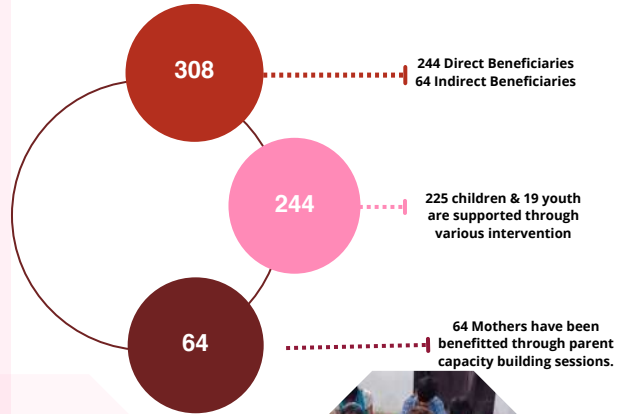 308
244 Direct Beneficiaries
64 Indirect Beneficiaries
244
225 children & 19 youth
are supported through
various intervention
64
64 Mothers have been
benefitted through parent
capacity building sessions.